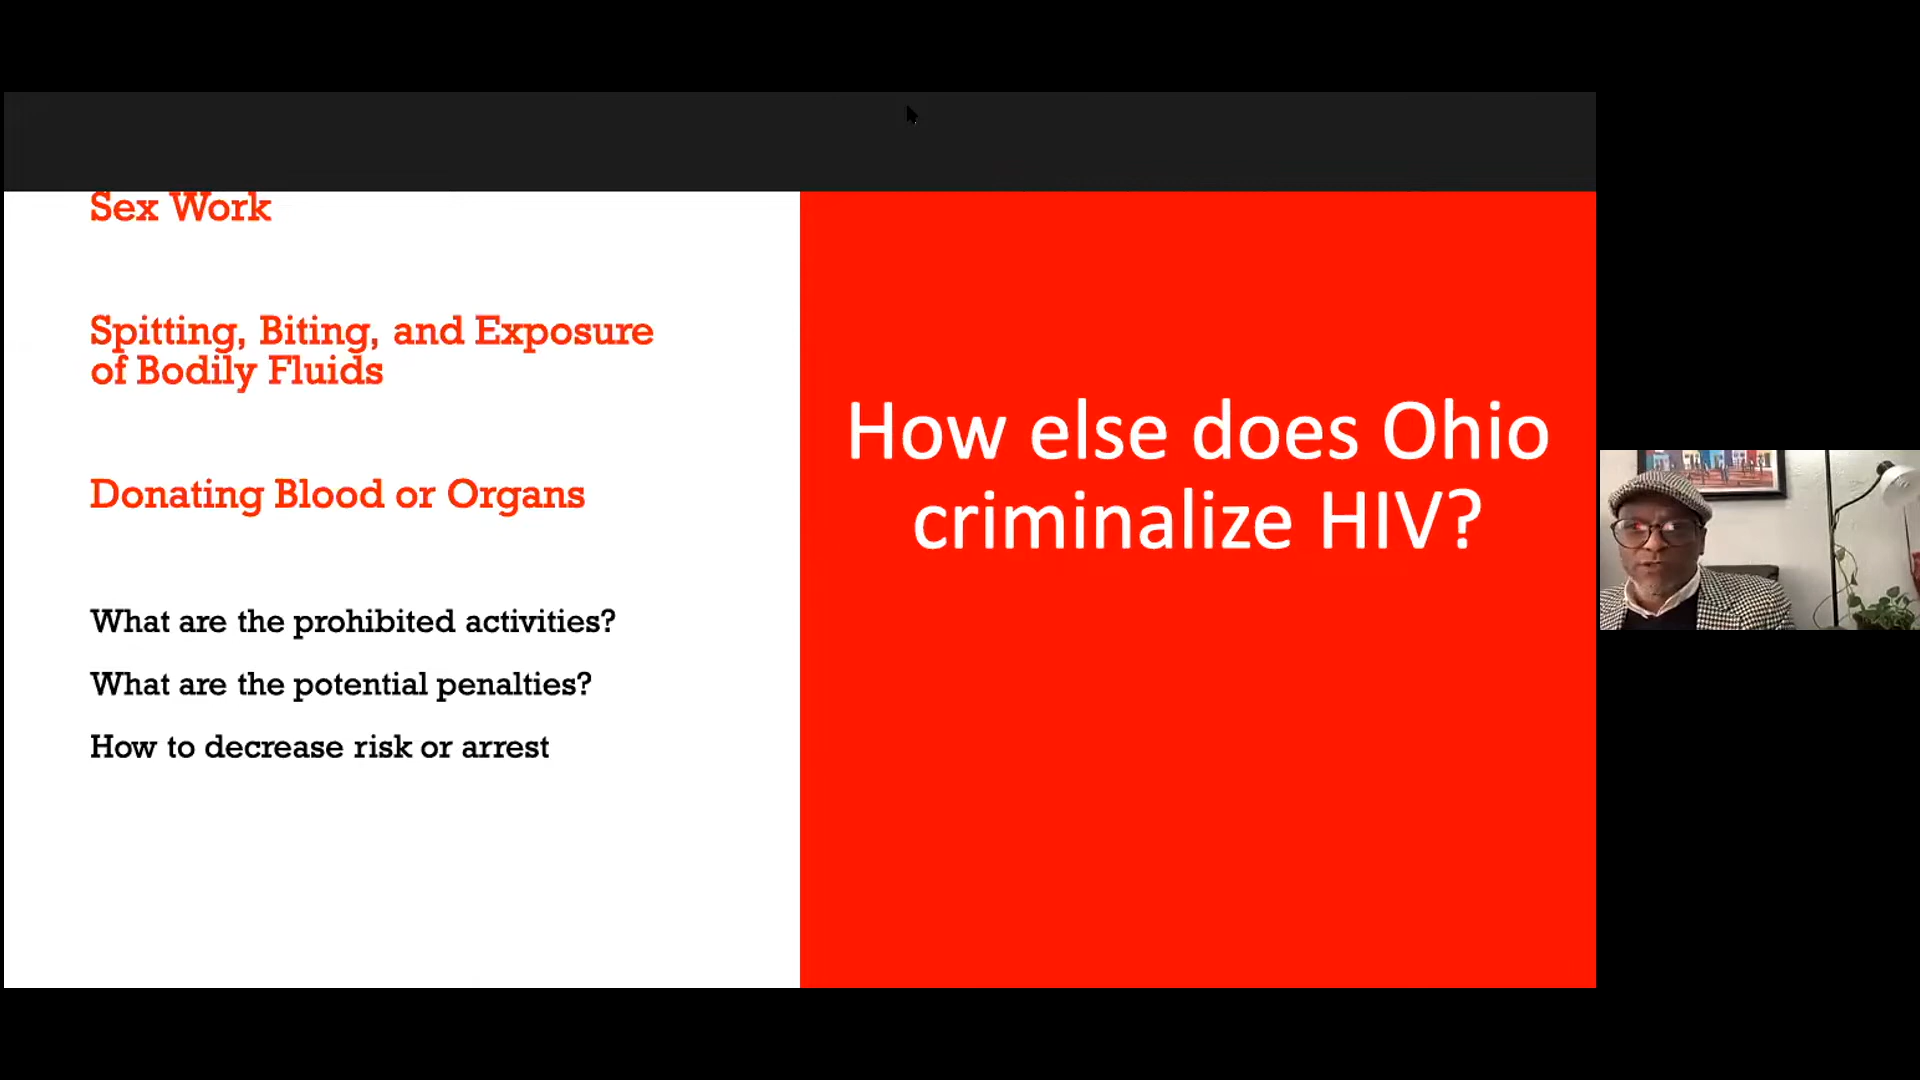 Sex Work
Spitting, Biting, and Exposure
of Bodily Fluids
Donating Blood or Organs
What are the prohibited activities?
What are the potential penalties?
How to decrease risk or arrest
How else does Ohio
criminalize HIV?